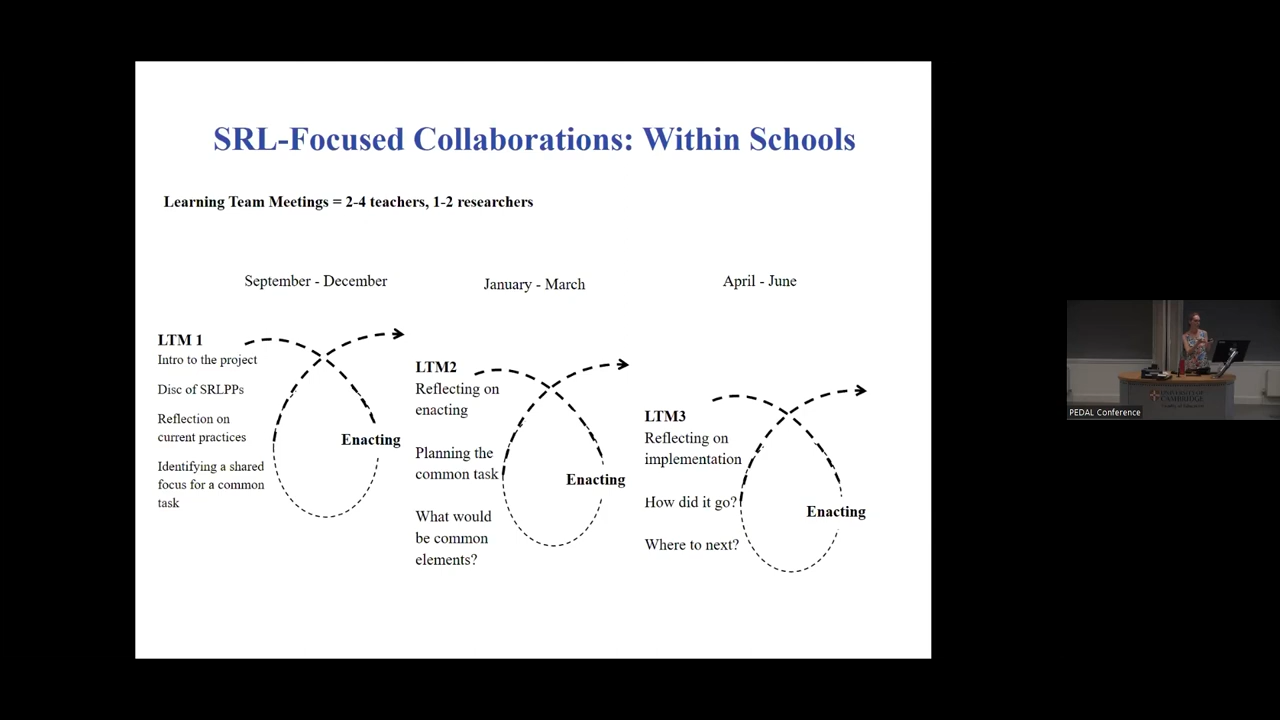 SRL-Focused Collaborations: Within Schools
Learning Team Meetings = 2-4 teachers, 1-2 researchers
September - December
January - March
April - June
LTM 1
Intro to the project
Disc of SRLPPs
Reflection on
current practices
Identifying a shared
focus for a common
task
Enacting
LTM2
Reflecting on
enacting
Planning the
common task
What would
be common
elements?
Enacting
LTM3
Reflecting on
implementation
How did it go?
Where to next?
Enacting
UNIVERSITY OF
CAMBRIDGE
PEDAL Conference